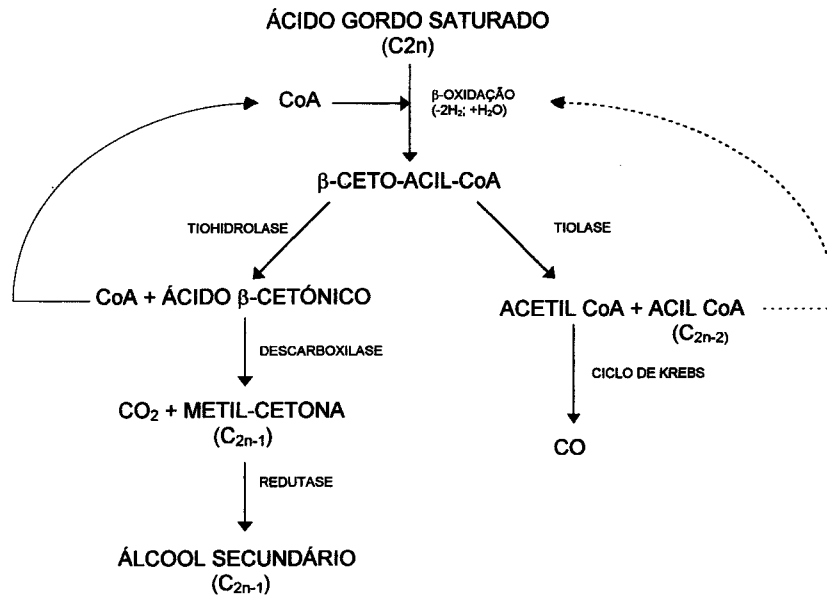 ÁCIDO GORDO SATURADO
(C2n)
CoA
β-OXIDAÇÃO
(-2H₂; +H₂O)
β-CETO-ACIL-CoA
TIOHIDROLASE
TIOLASE
CoA + ÁCIDO β-CETÓNICO
ACETIL CoA + ACIL CoA
(C₂ₙ₋₂)
DESCARBOXILASE
CICLO DE KREBS
CO₂ + METIL-CETONA
(C₂ₙ₋₁)
CO
REDUTASE
ÁLCOOL SECUNDÁRIO
(C₂ₙ₋₁)